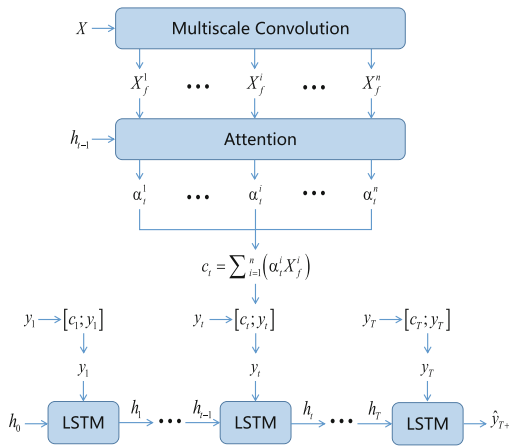 X Multiscale Convolution
X_f^1 ••• X_f^i ••• X_f^n
h_{t-1} Attention
α_t^1 ••• α_t^i ••• α_t^n
c_t = ∑_{i=1}^n (α_t^i X_f^i)
y_1 [c_1; y_1] y_t [c_t; y_t] y_T [c_T; y_T]
y_1 y_t y_T
h_0 LSTM h_1 ••• h_{t-1} LSTM h_t ••• h_T LSTM ŷ_{T+}